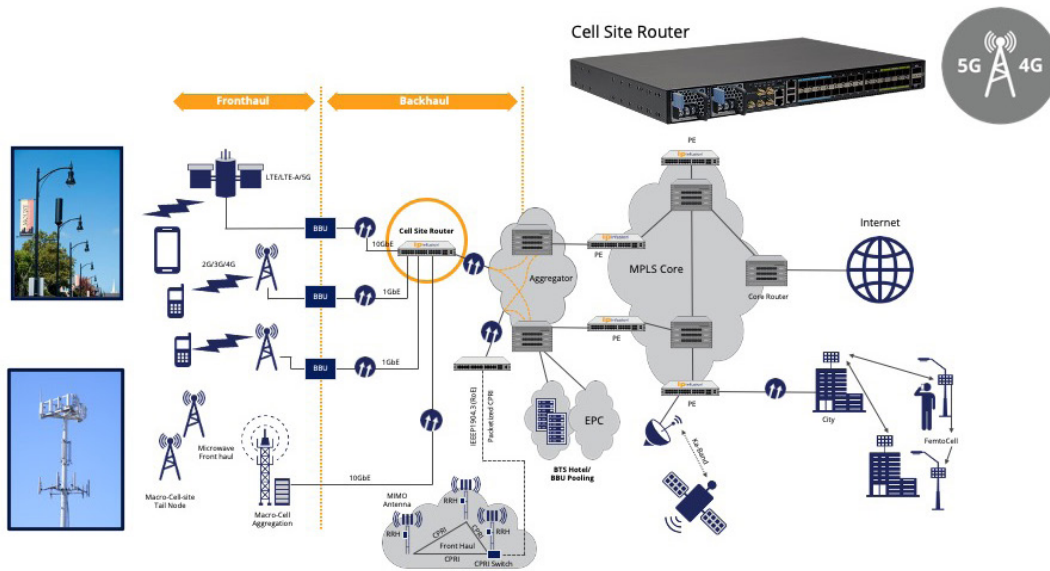 Cell Site Router
5G 4G
Fronthaul
Backhaul
PE
LTE/LTE-A/5G
BBU
10GbE
Cell Site Router
Internet
Aggregator
PE
MPLS Core
Core Router
2G/3G/4G
BBU
1GbE
BBU
1GbE
PE
PE
IEEEP1904.3 (RoE)
Packetized CPRI
EPC
City
FemtoCell
BTS Hotel/
BBU Pooling
Ka-Band
Microwave
Front haul
Macro-Cell-site
Tail Node
Macro-Cell
Aggregation
10GbE
MIMO
Antenna
RRH
RRH
RRH
CPRI
CPRI
Front Haul
CPRI
CPRI Switch